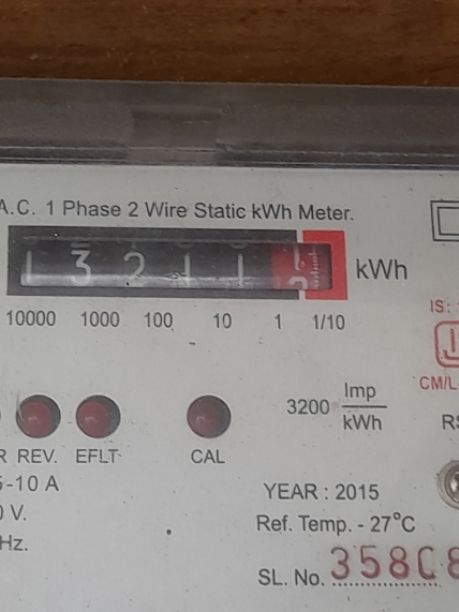 A.C. 1 Phase 2 Wire Static kWh Meter.
1 3 2 1 1 kWh
10000 1000 100 10 1 1/10
IS:
CM/L-
3200 Imp
kWh
REV. EFLT CAL
5-10 A
YEAR : 2015
V.
Ref. Temp. - 27°C
Hz.
SL. No. 358C8